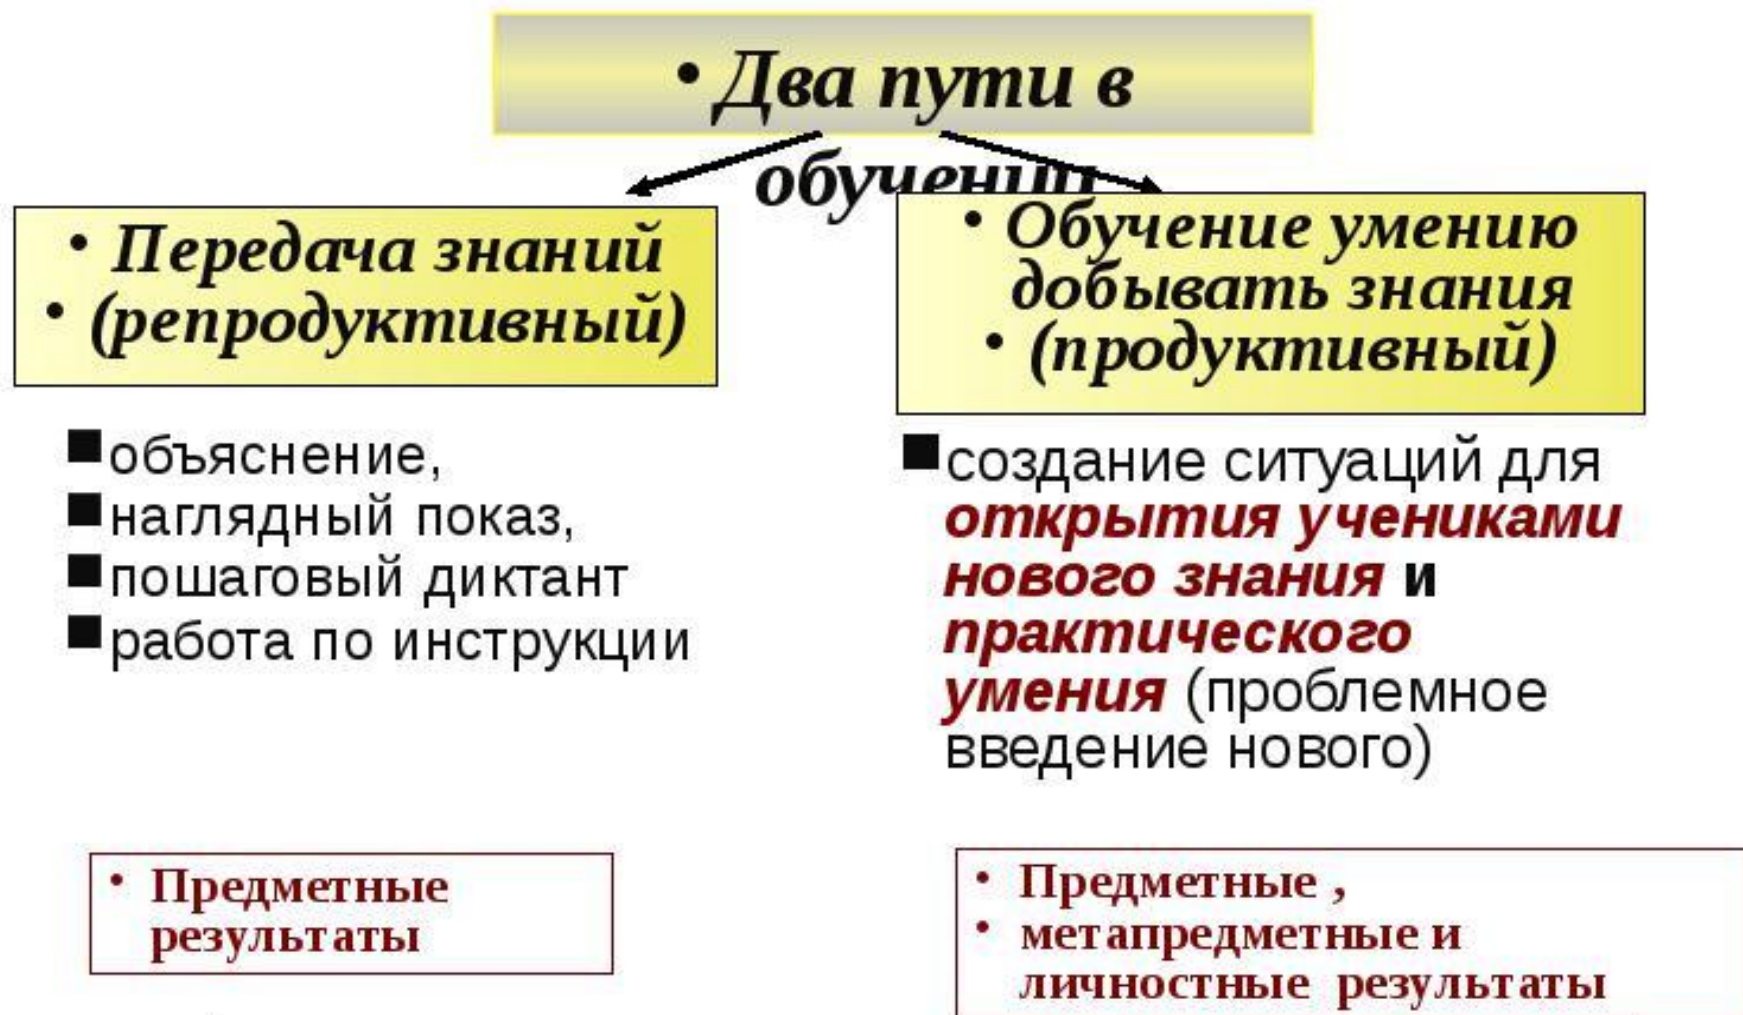 • Два пути в
обучении
• Передача знаний
• (репродуктивный)
• Обучение умению
добывать знания
• (продуктивный)
■ объяснение,
■ наглядный показ,
■ пошаговый диктант
■ работа по инструкции
■ создание ситуаций для
открытия учениками
нового знания и
практического
умения (проблемное
введение нового)
• Предметные
результаты
• Предметные ,
• метапредметные и
личностные результаты